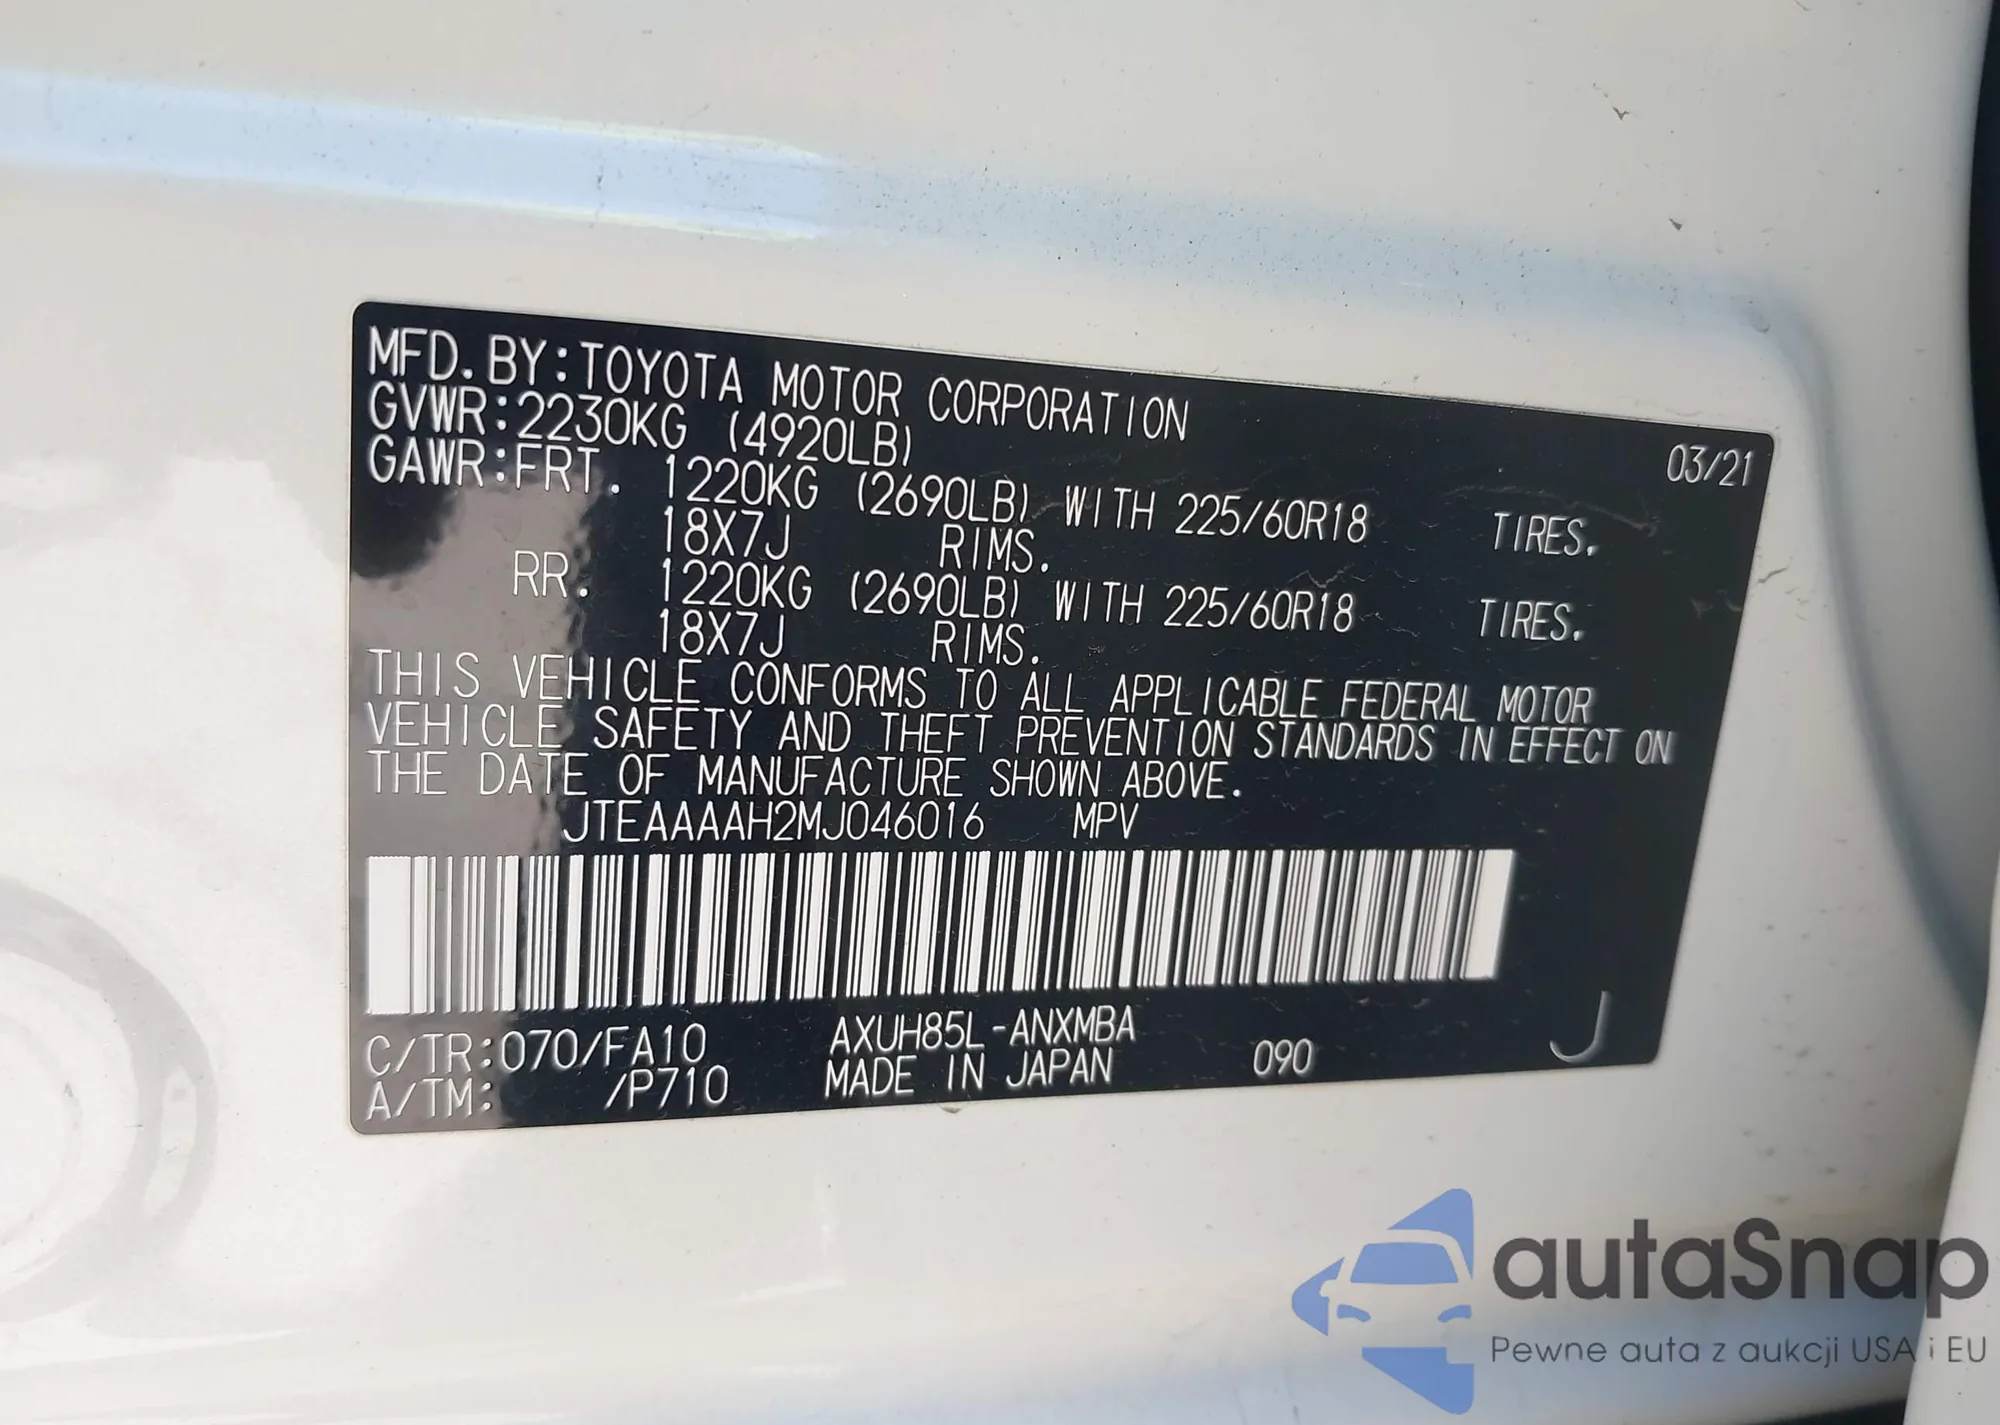 MFD. BY:TOYOTA MOTOR CORPORATION 03/21
GVWR:2230KG (4920LB)
GAWR:FRT. 1220KG (2690LB) WITH 225/60R18 TIRES.
18X7J RIMS.
RR. 1220KG (2690LB) WITH 225/60R18 TIRES.
18X7J RIMS.
THIS VEHICLE CONFORMS TO ALL APPLICABLE FEDERAL MOTOR
VEHICLE SAFETY AND THEFT PREVENTION STANDARDS IN EFFECT ON
THE DATE OF MANUFACTURE SHOWN ABOVE.
JTEAAAAH2MJ046016 MPV
C/TR:070/FA10 AXUH85L-ANXMBA
A/TM: /P710 MADE IN JAPAN 090 J
autaSnap
Pewne auta z aukcji USA i EU